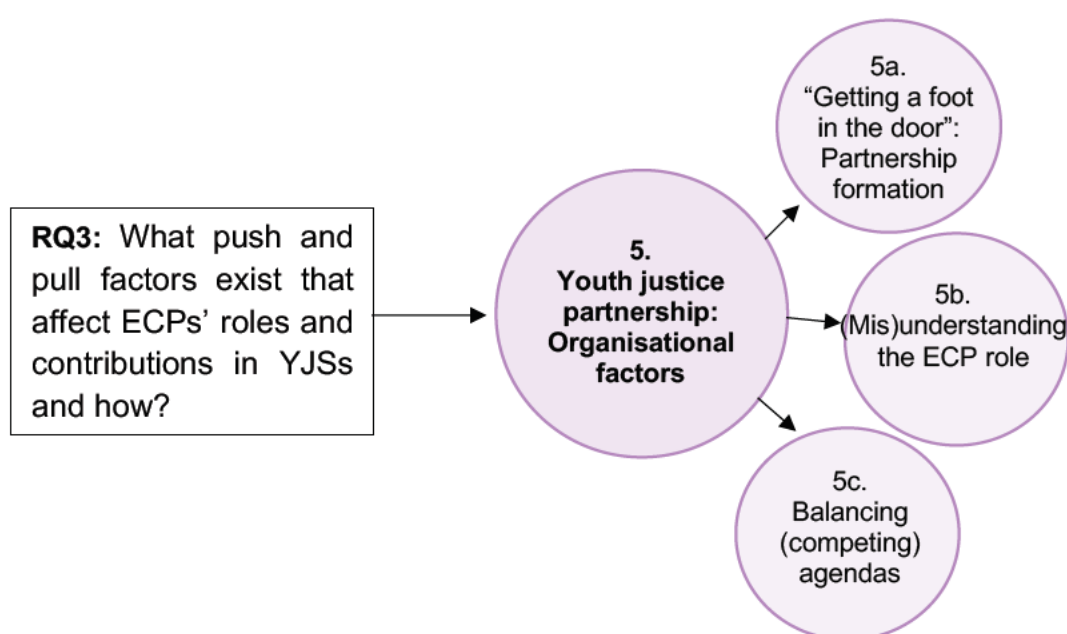 RQ3: What push and
pull factors exist that
affect ECPs’ roles and
contributions in YJSs
and how?
5.
Youth justice
partnership:
Organisational
factors
5a.
“Getting a foot
in the door”:
Partnership
formation
5b.
(Mis)understanding
the ECP role
5c.
Balancing
(competing)
agendas